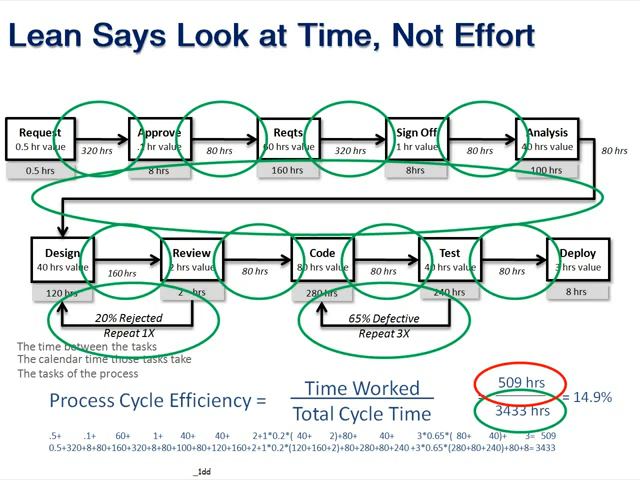 Lean Says Look at Time, Not Effort
Request
0.5 hr value
0.5 hrs
320 hrs
Approve
.1 hr value
8 hrs
80 hrs
Reqts
60 hrs value
160 hrs
320 hrs
Sign Off
1 hr value
8hrs
80 hrs
Analysis
40 hrs value
100 hrs
80 hrs
Design
40 hrs value
120 hrs
160 hrs
Review
2 hrs value
2 hrs
80 hrs
Code
80 hrs value
280 hrs
80 hrs
Test
40 hrs value
240 hrs
80 hrs
Deploy
3 hrs value
8 hrs
20% Rejected
Repeat 1X
65% Defective
Repeat 3X
The time between the tasks
The calendar time those tasks take
The tasks of the process
Process Cycle Efficiency = Time Worked
Total Cycle Time
= 509 hrs
3433 hrs
= 14.9%
.5+ .1+ 60+ 1+ 40+ 40+ 2+1*0.2*( 40+ 2)+80+ 40+ 3*0.65*( 80+ 40)+ 3= 509
0.5+320+8+80+160+320+8+80+100+80+120+160+2+1*0.2*(120+160+2)+80+280+80+240 +3*0.65*(280+80+240)+80+8= 3433
_1dd